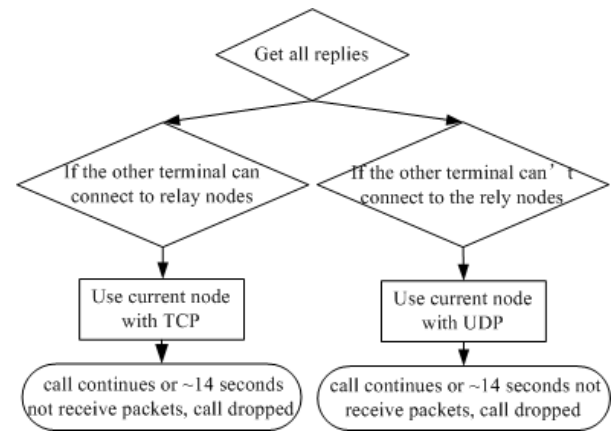 Get all replies
If the other terminal can
connect to relay nodes
If the other terminal can't
connect to the rely nodes
Use current node
with TCP
Use current node
with UDP
call continues or ~14 seconds
not receive packets, call dropped
call continues or ~14 seconds not
receive packets, call dropped